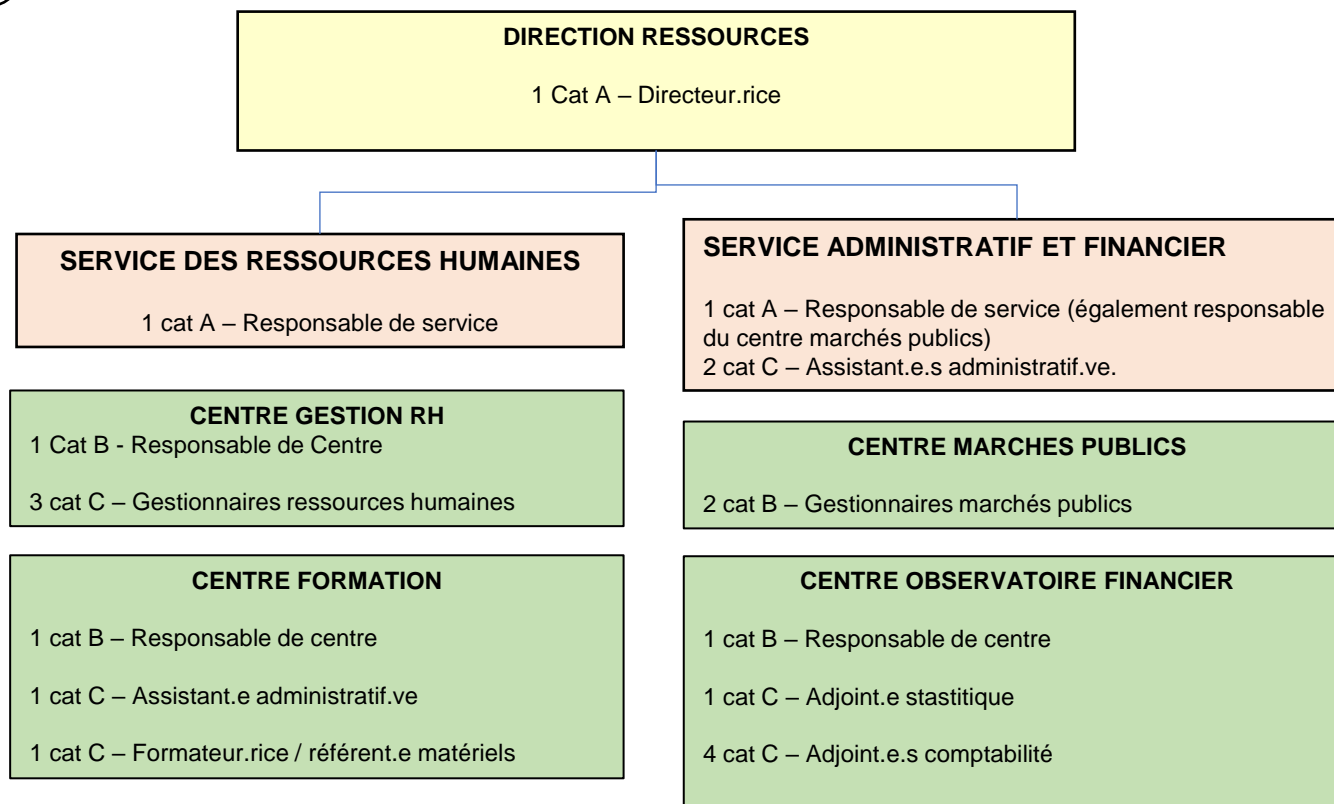 DIRECTION RESSOURCES
1 Cat A – Directeur.rice
SERVICE DES RESSOURCES HUMAINES
1 cat A – Responsable de service
SERVICE ADMINISTRATIF ET FINANCIER
1 cat A – Responsable de service (également responsable
du centre marchés publics)
2 cat C – Assistant.e.s administratif.ve.
CENTRE GESTION RH
1 Cat B - Responsable de Centre
3 cat C – Gestionnaires ressources humaines
CENTRE MARCHES PUBLICS
2 cat B – Gestionnaires marchés publics
CENTRE FORMATION
1 cat B – Responsable de centre
1 cat C – Assistant.e administratif.ve
1 cat C – Formateur.rice / référent.e matériels
CENTRE OBSERVATOIRE FINANCIER
1 cat B – Responsable de centre
1 cat C – Adjoint.e stastitique
4 cat C – Adjoint.e.s comptabilité